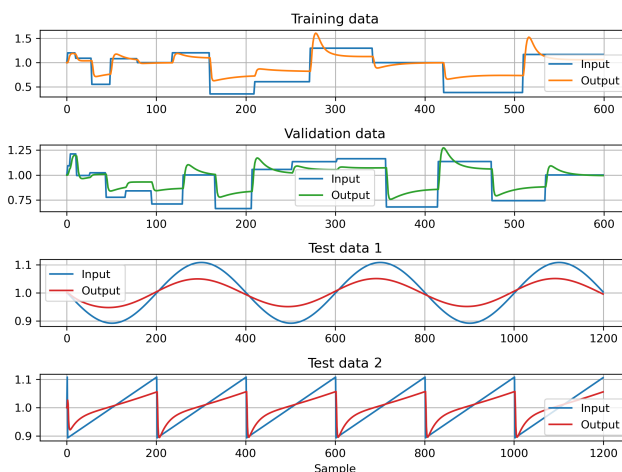 Training data
1.5
1.0
0.5
Input
Output
0 100 200 300 400 500 600
Validation data
1.25
1.00
0.75
Input
Output
0 100 200 300 400 500 600
Test data 1
1.1
1.0
0.9
Input
Output
0 200 400 600 800 1000 1200
Test data 2
1.1
1.0
0.9
Input
Output
0 200 400 600 800 1000 1200
Sample